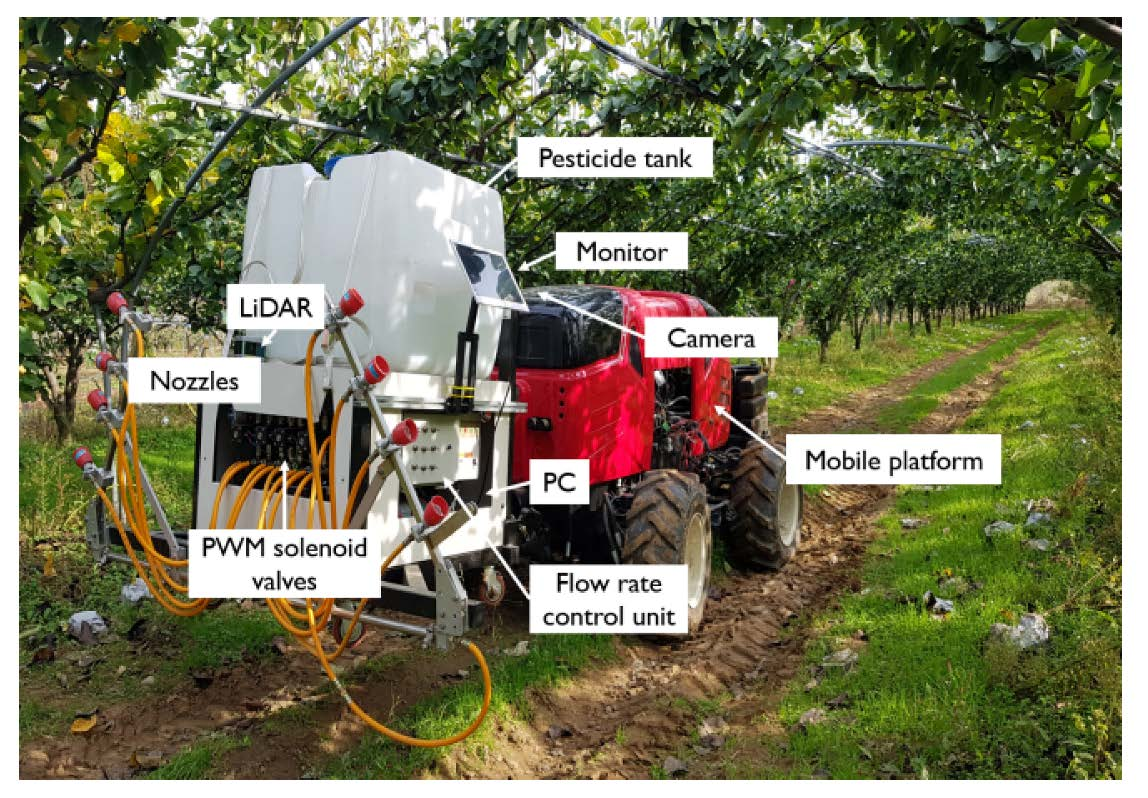 Pesticide tank
Monitor
LiDAR
Camera
Nozzles
Mobile platform
PC
PWM solenoid
valves
Flow rate
control unit